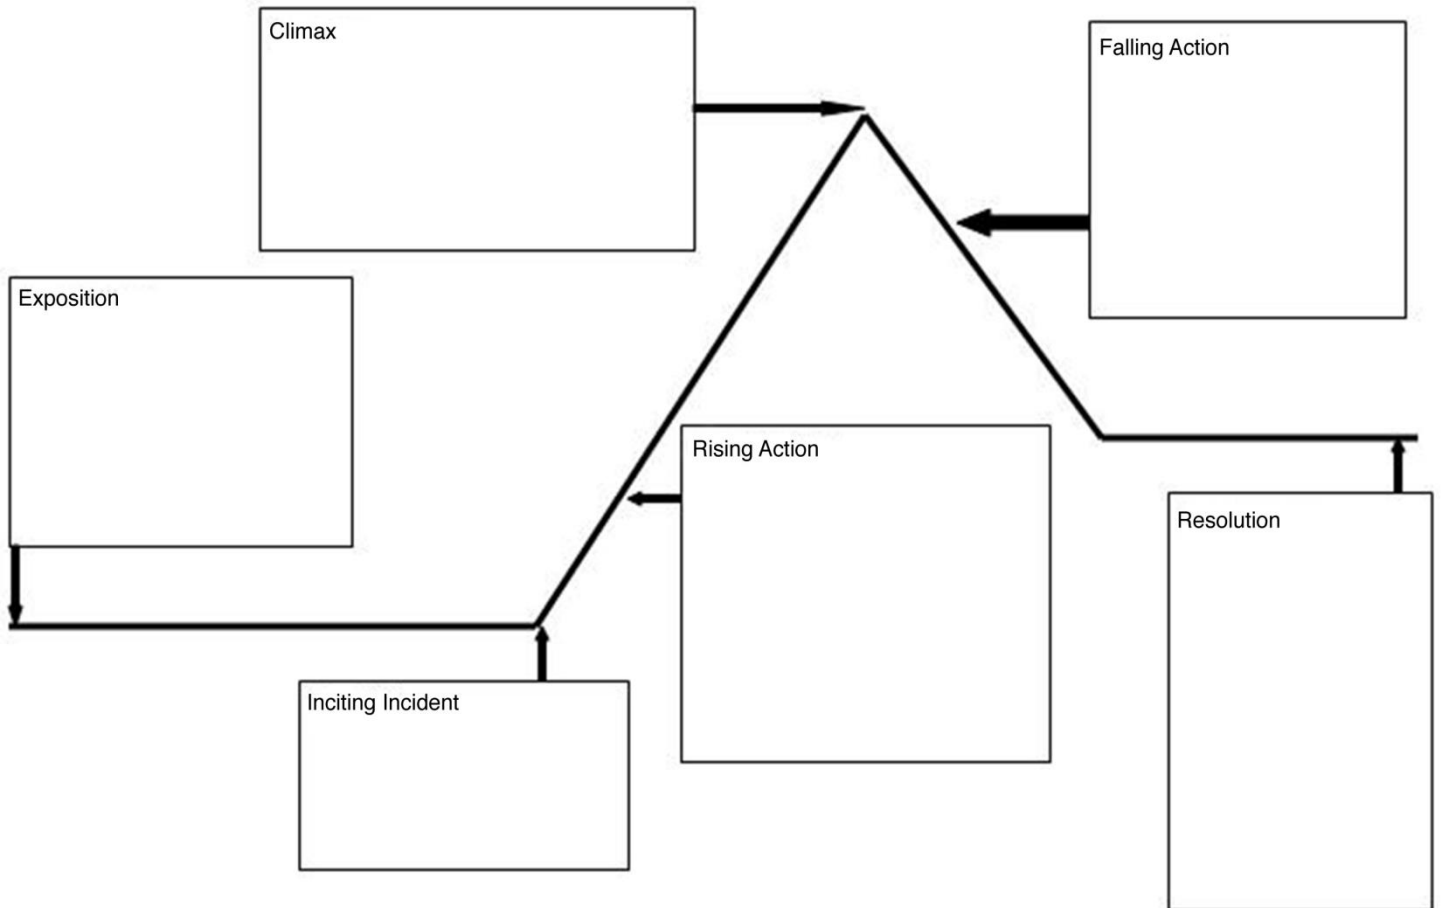 Climax
Falling Action
Exposition
Rising Action
Resolution
Inciting Incident